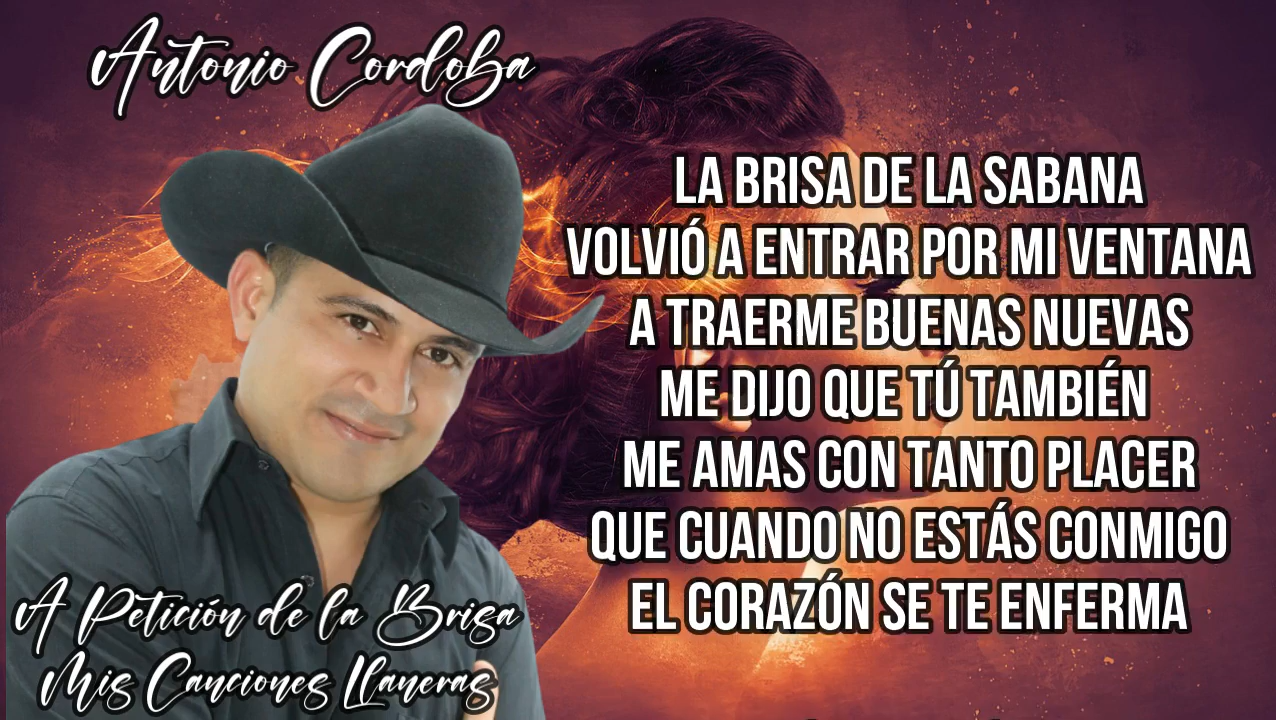 Antonio Cordoba
LA BRISA DE LA SABANA
VOLVIÓ A ENTRAR POR MI VENTANA
A TRAERME BUENAS NUEVAS
ME DIJO QUE TÚ TAMBIÉN
ME AMAS CON TANTO PLACER
QUE CUANDO NO ESTÁS CONMIGO
EL CORAZÓN SE TE ENFERMA
A Petición de la Brisa
Mis Canciones Llaneras